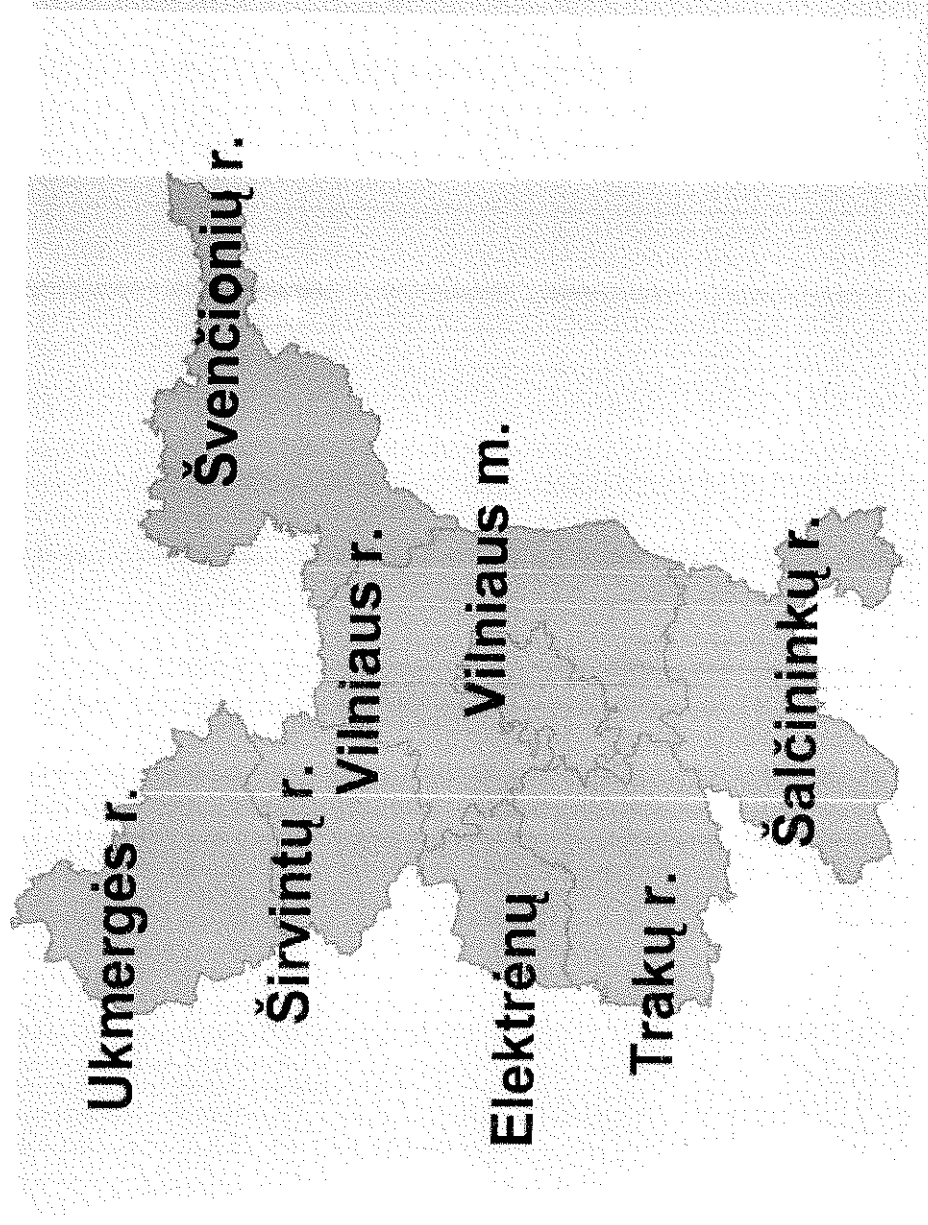 Ukmergės r.
Švenčionių r.
Širvintų r.
Vilniaus r.
Vilniaus m.
Elektrėnų
Trakų r.
Šalčininkų r.